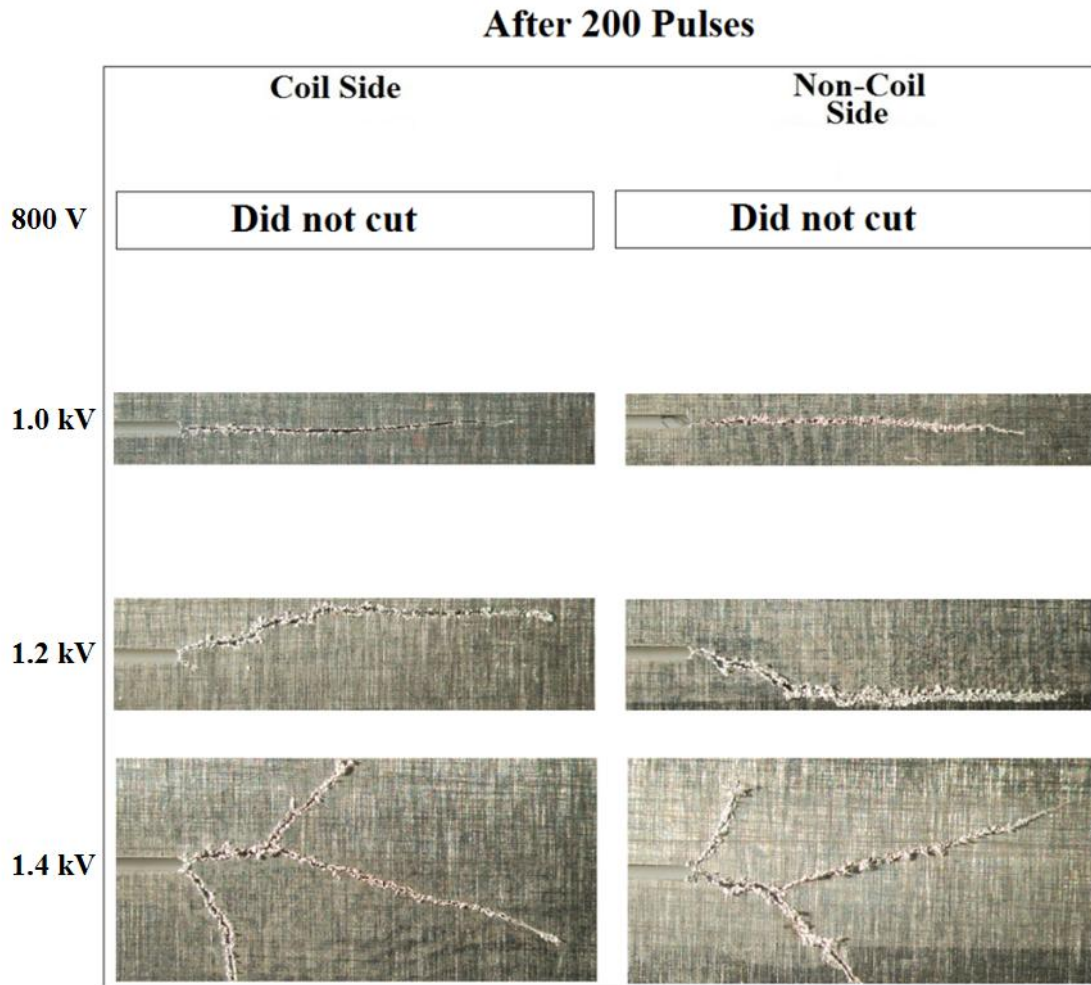 After 200 Pulses
Coil Side
Non-Coil
Side
800 V
Did not cut
Did not cut
1.0 kV
1.2 kV
1.4 kV